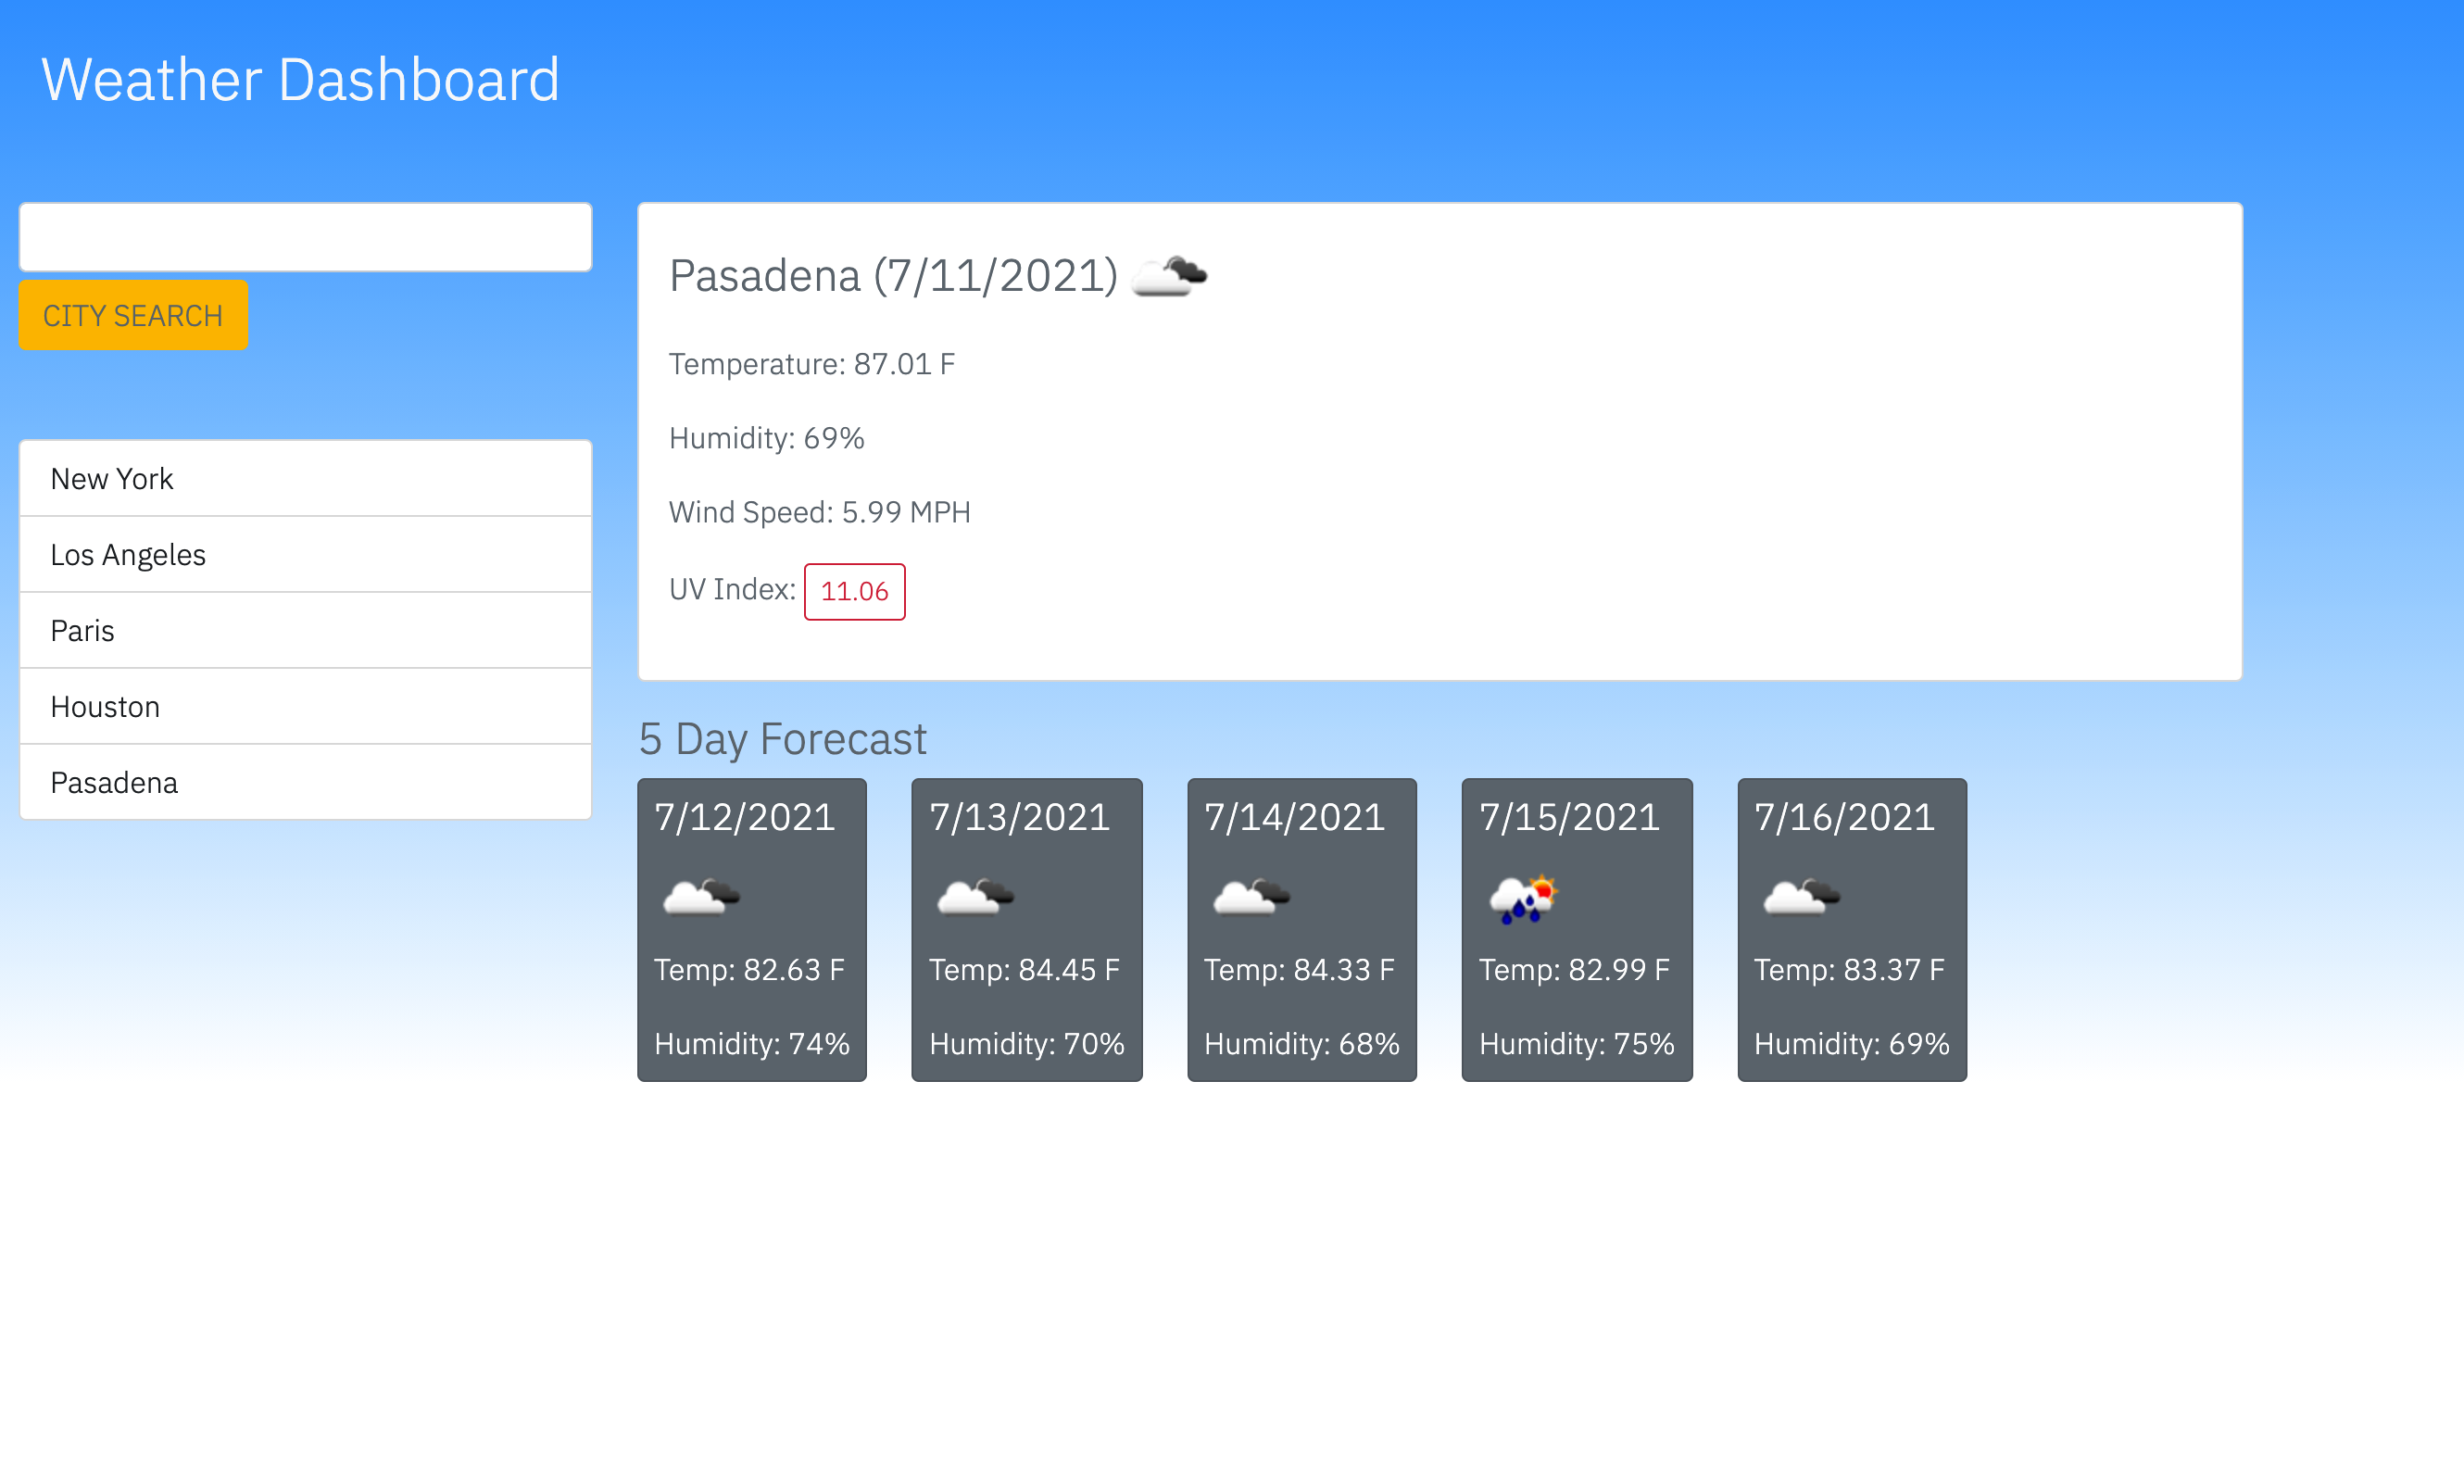 Weather Dashboard
CITY SEARCH
New York
Los Angeles
Paris
Houston
Pasadena
Pasadena (7/11/2021)
Temperature: 87.01 F
Humidity: 69%
Wind Speed: 5.99 MPH
UV Index: 11.06
5 Day Forecast
7/12/2021
Temp: 82.63 F
Humidity: 74%
7/13/2021
Temp: 84.45 F
Humidity: 70%
7/14/2021
Temp: 84.33 F
Humidity: 68%
7/15/2021
Temp: 82.99 F
Humidity: 75%
7/16/2021
Temp: 83.37 F
Humidity: 69%